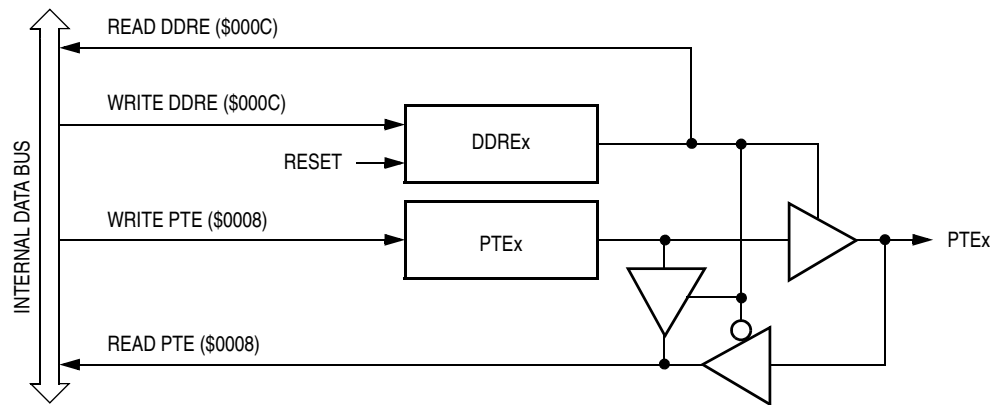 READ DDRE ($000C)
WRITE DDRE ($000C)
DDREx
RESET
INTERNAL DATA BUS
WRITE PTE ($0008)
PTEx
PTEx
READ PTE ($0008)